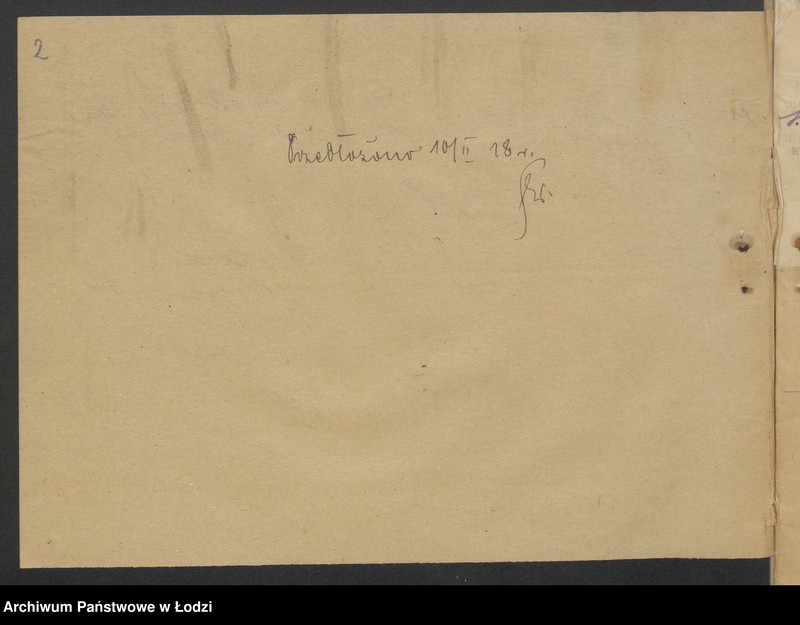 2
Przedłożono 10/II 18 r.
Archiwum Państwowe w Łodzi